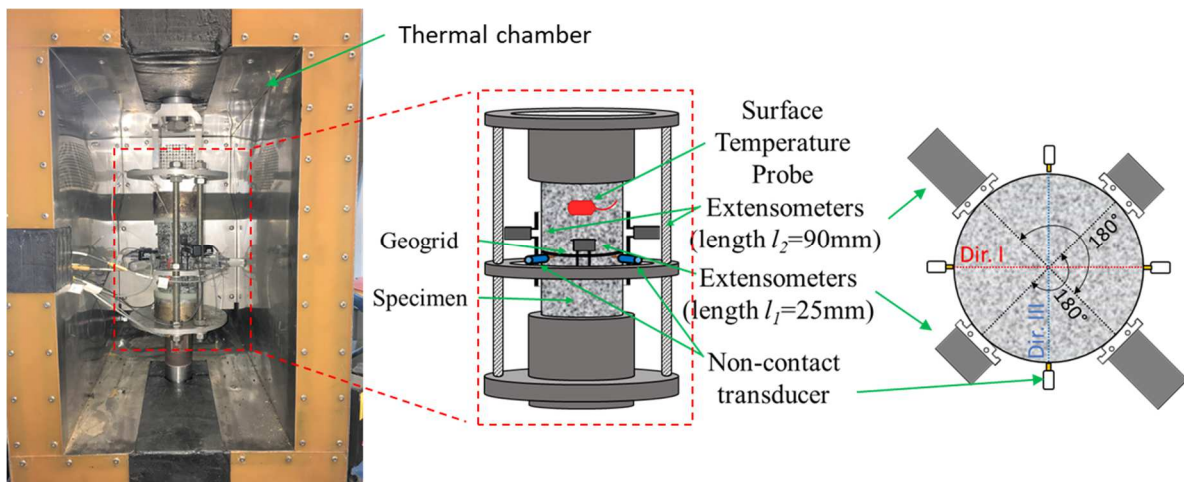 Thermal chamber
Surface
Temperature
Probe
Extensometers
(length l₂=90mm)
Geogrid
Extensometers
(length l₁=25mm)
Specimen
Non-contact
transducer
Dir. I
Dir. III
180°
180°